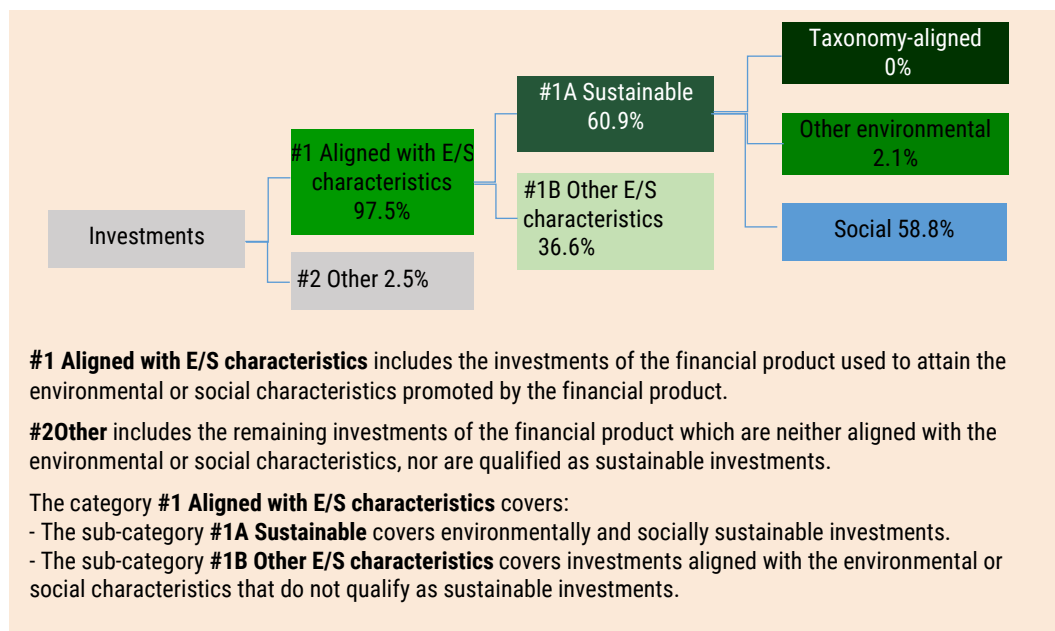 Investments
#1 Aligned with E/S
characteristics
97.5%
#2 Other 2.5%
#1A Sustainable
60.9%
#1B Other E/S
characteristics
36.6%
Taxonomy-aligned
0%
Other environmental
2.1%
Social 58.8%
#1 Aligned with E/S characteristics includes the investments of the financial product used to attain the
environmental or social characteristics promoted by the financial product.
#2Other includes the remaining investments of the financial product which are neither aligned with the
environmental or social characteristics, nor are qualified as sustainable investments.
The category #1 Aligned with E/S characteristics covers:
- The sub-category #1A Sustainable covers environmentally and socially sustainable investments.
- The sub-category #1B Other E/S characteristics covers investments aligned with the environmental or
social characteristics that do not qualify as sustainable investments.